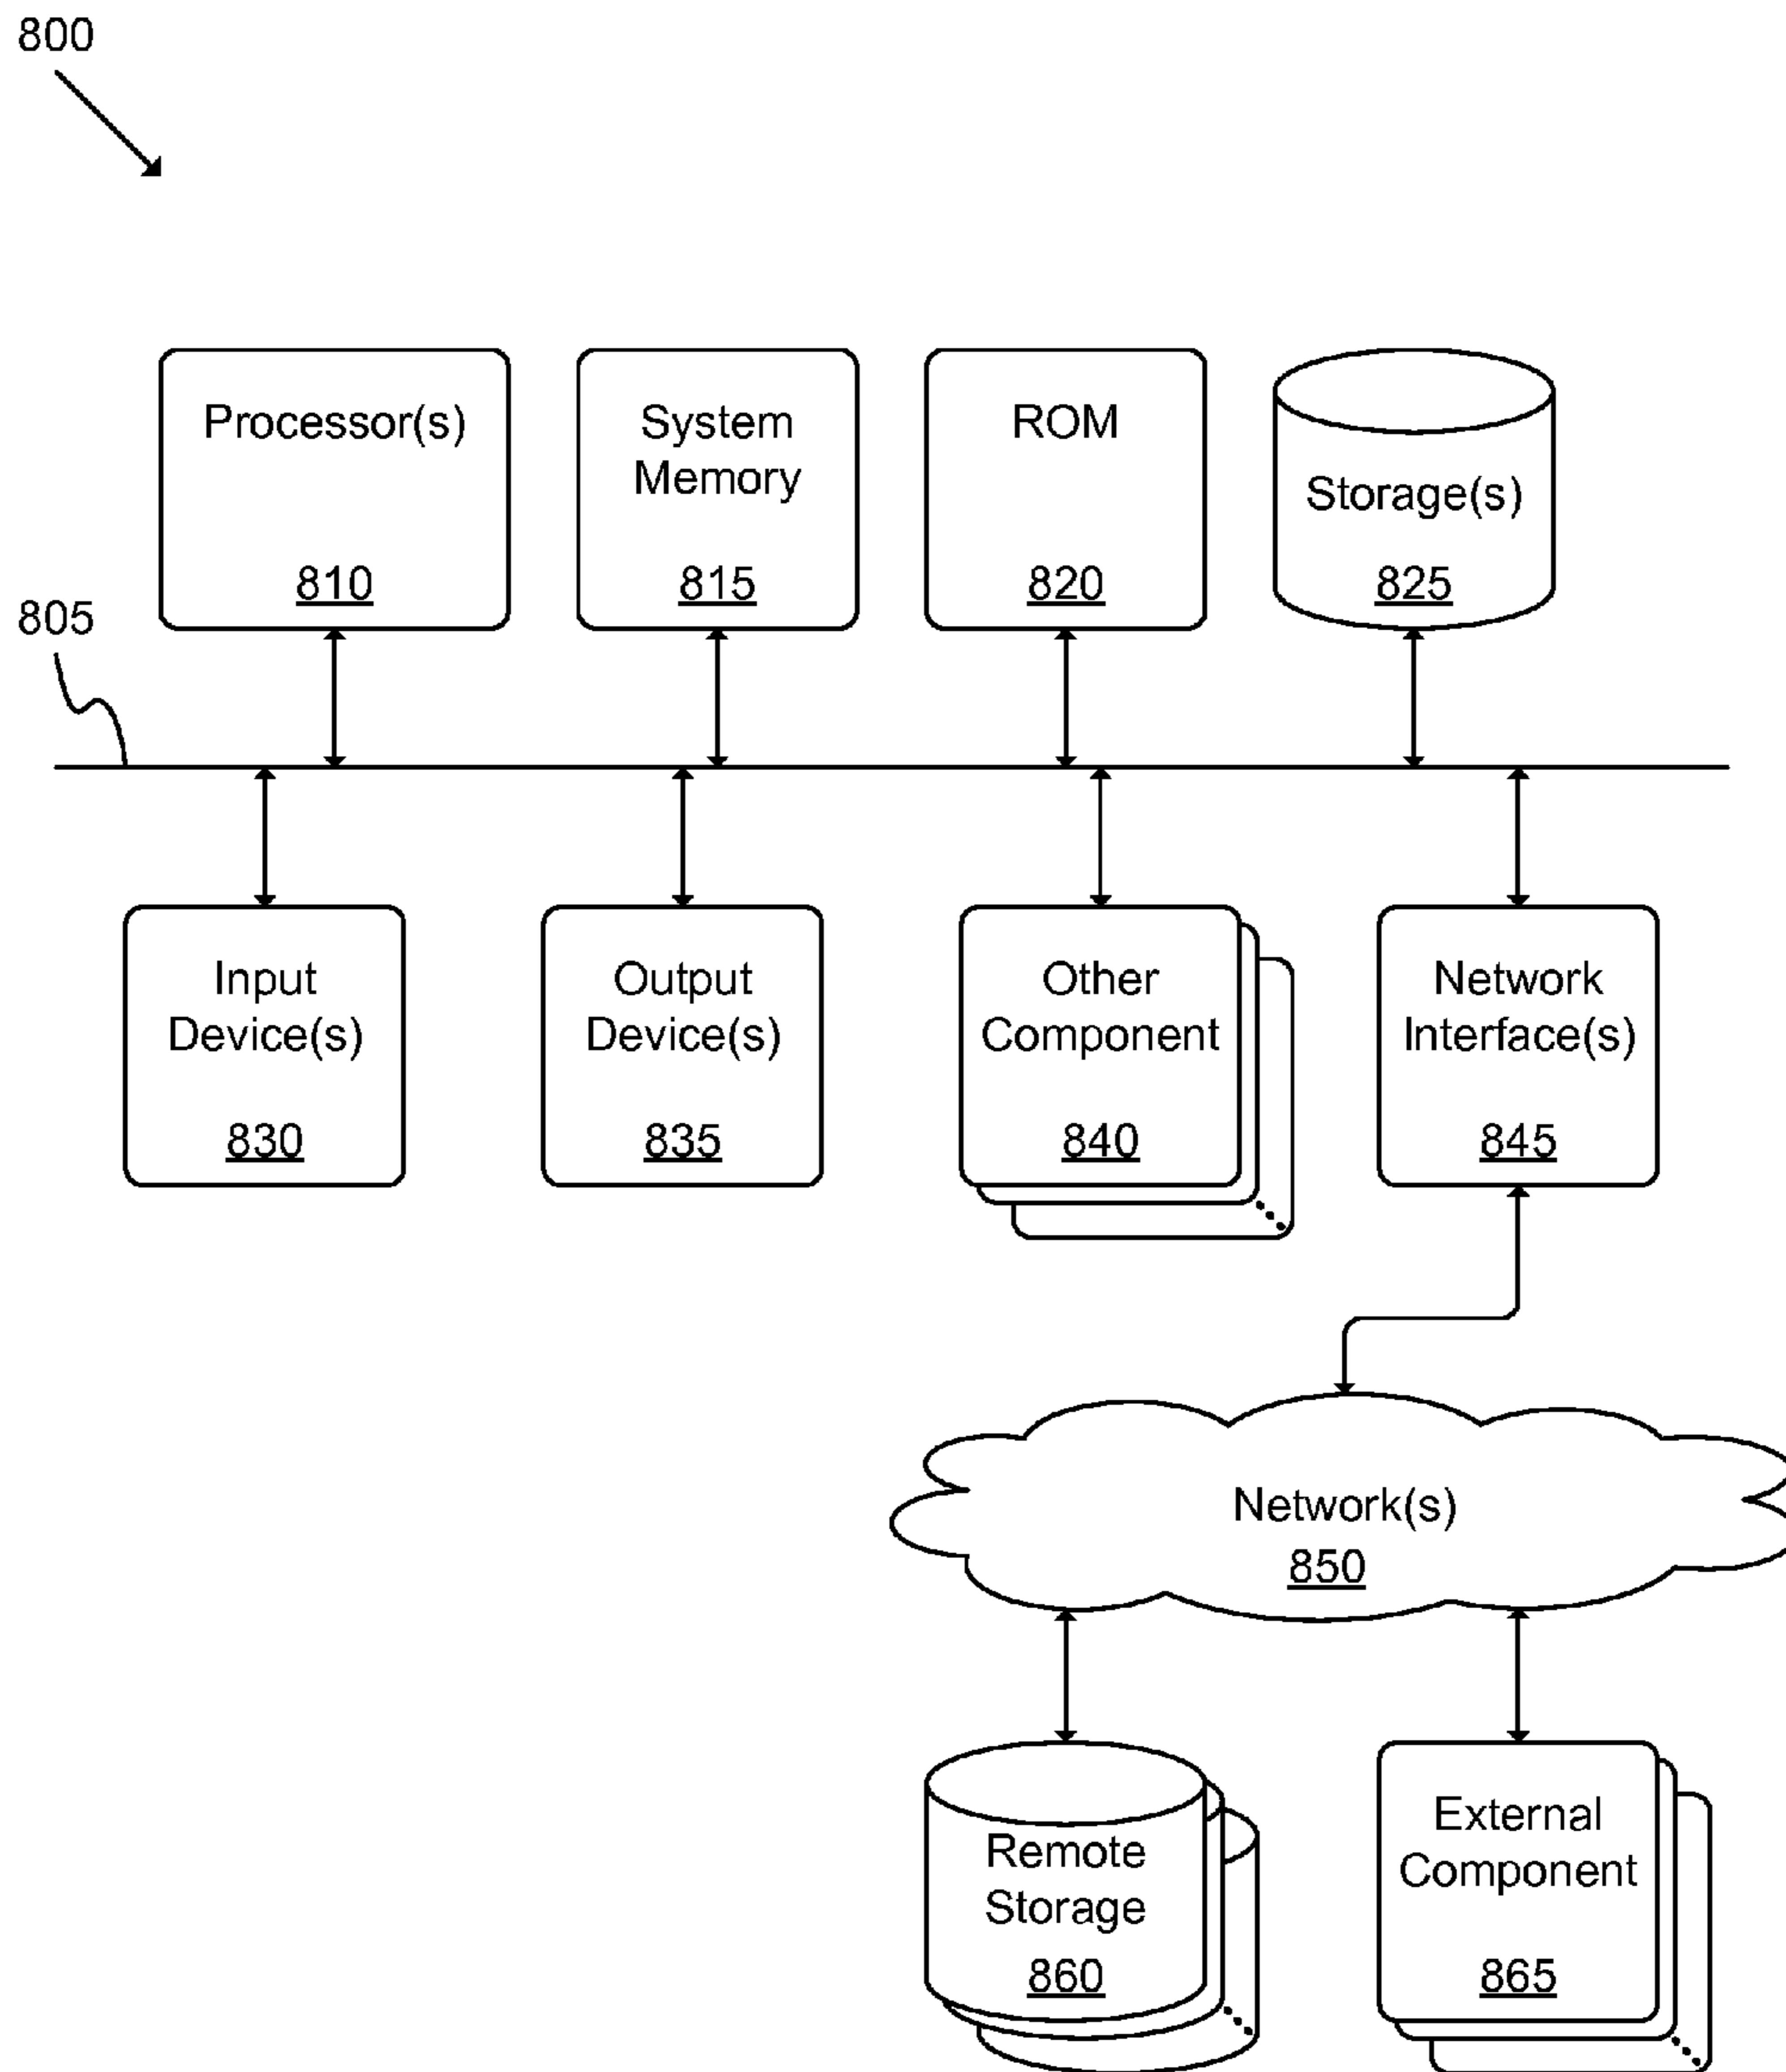 800
Processor(s)
810
System
Memory
815
ROM
820
Storage(s)
825
805
Input
Device(s)
830
Output
Device(s)
835
Other
Component
840
Network
Interface(s)
845
Network(s)
850
Remote
Storage
860
External
Component
865